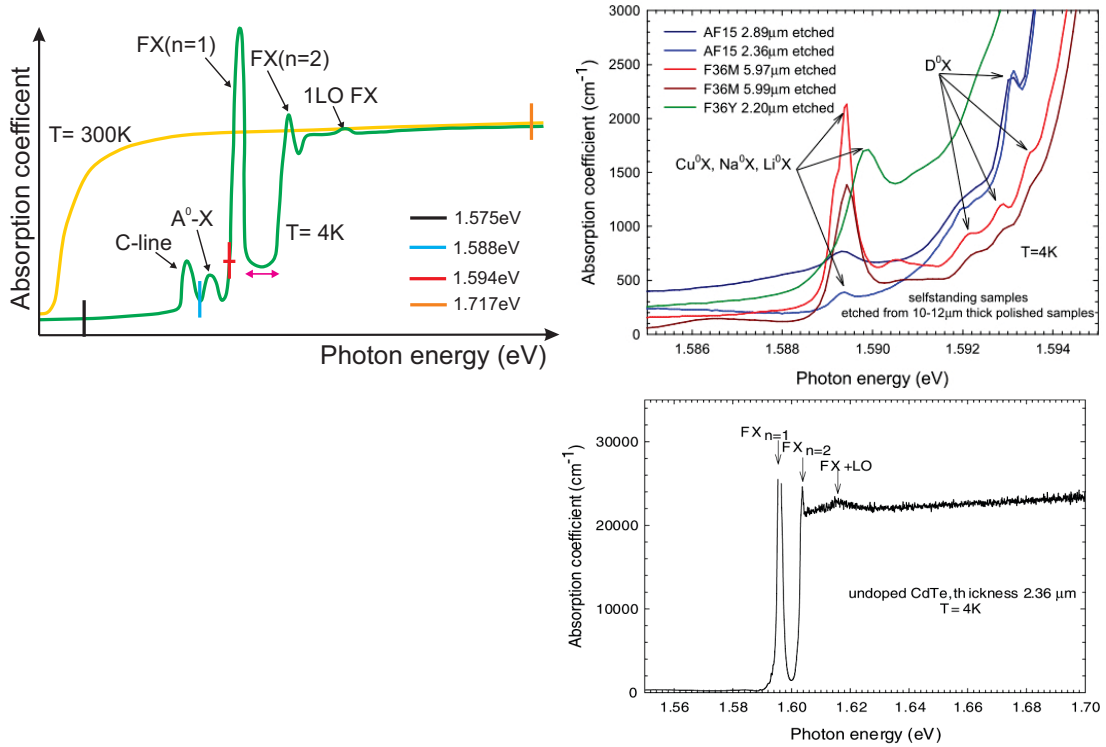 FX(n=1)
FX(n=2)
1LO FX
T= 300K
A⁰-X
C-line
T= 4K
1.575eV
1.588eV
1.594eV
1.717eV
Absorption coefficent
Photon energy (eV)
3000
2500
2000
1500
1000
500
0
Absorption coefficient (cm⁻¹)
AF15 2.89µm etched
AF15 2.36µm etched
F36M 5.97µm etched
F36M 5.99µm etched
F36Y 2.20µm etched
D⁰X
Cu⁰X, Na⁰X, Li⁰X
T=4K
selfstanding samples
etched from 10-12µm thick polished samples
1.586 1.588 1.590 1.592 1.594
Photon energy (eV)
30000
20000
10000
0
Absorption coefficient (cm⁻¹)
FXn=1
FXn=2
FX+LO
undoped CdTe, thickness 2.36 µm
T = 4K
1.56 1.58 1.60 1.62 1.64 1.66 1.68 1.70
Photon energy (eV)